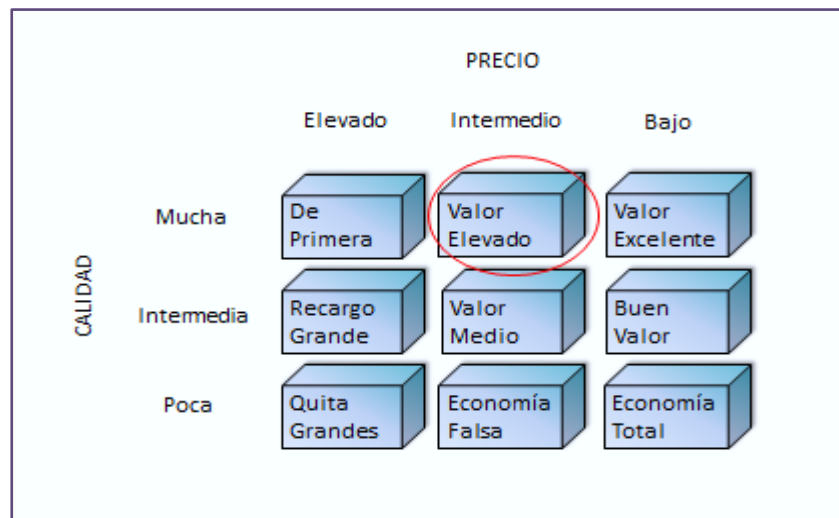 PRECIO
Elevado Intermedio Bajo
Mucha
De
Primera
Valor
Elevado
Valor
Excelente
CALIDAD
Intermedia
Recargo
Grande
Valor
Medio
Buen
Valor
Poca
Quita
Grandes
Economía
Falsa
Economía
Total